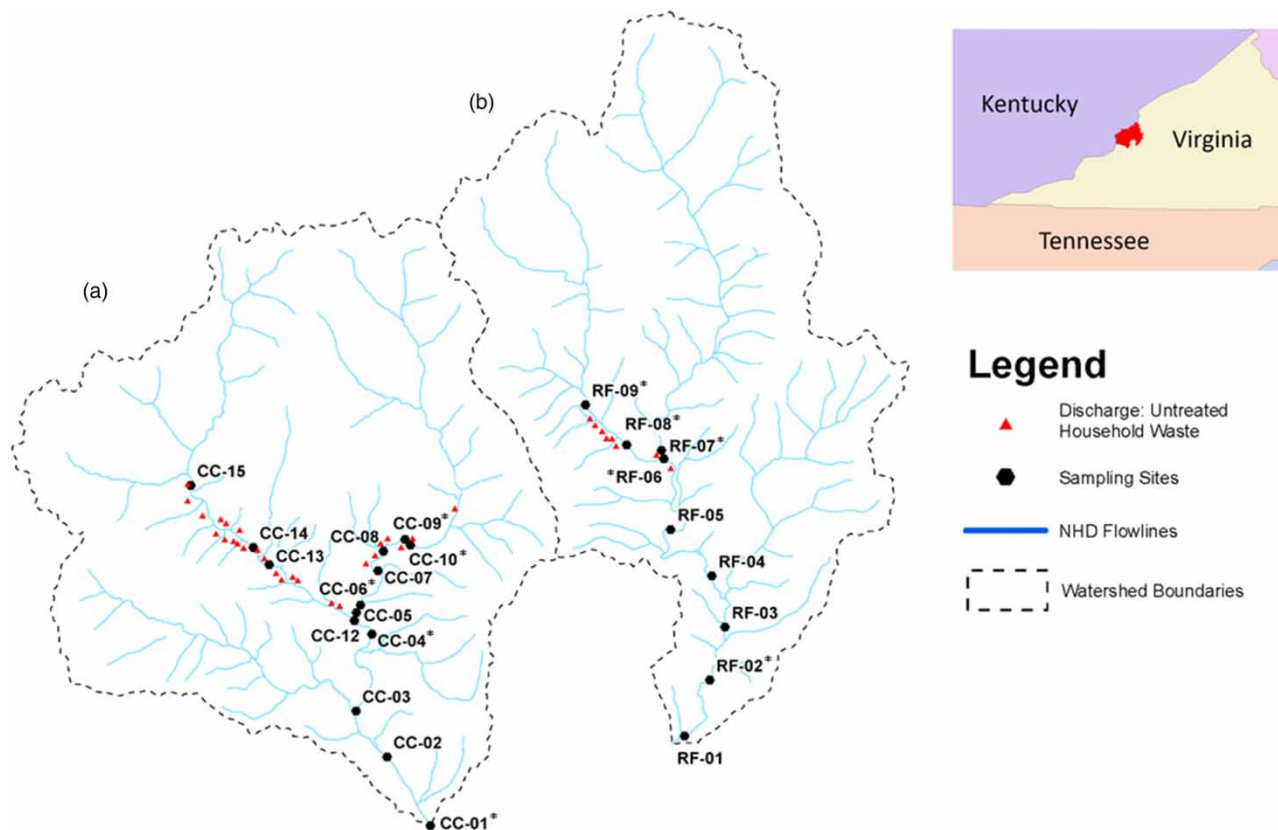 (b)
(a)
Kentucky
Virginia
Tennessee
Legend
Discharge: Untreated
Household Waste
Sampling Sites
NHD Flowlines
Watershed Boundaries
RF-09*
RF-08*
RF-07*
*RF-06
RF-05
RF-04
RF-03
RF-02*
RF-01
CC-15
CC-14
CC-13
CC-09*
CC-08
CC-10*
CC-07
CC-06*
CC-05
CC-12
CC-04*
CC-03
CC-02
CC-01*